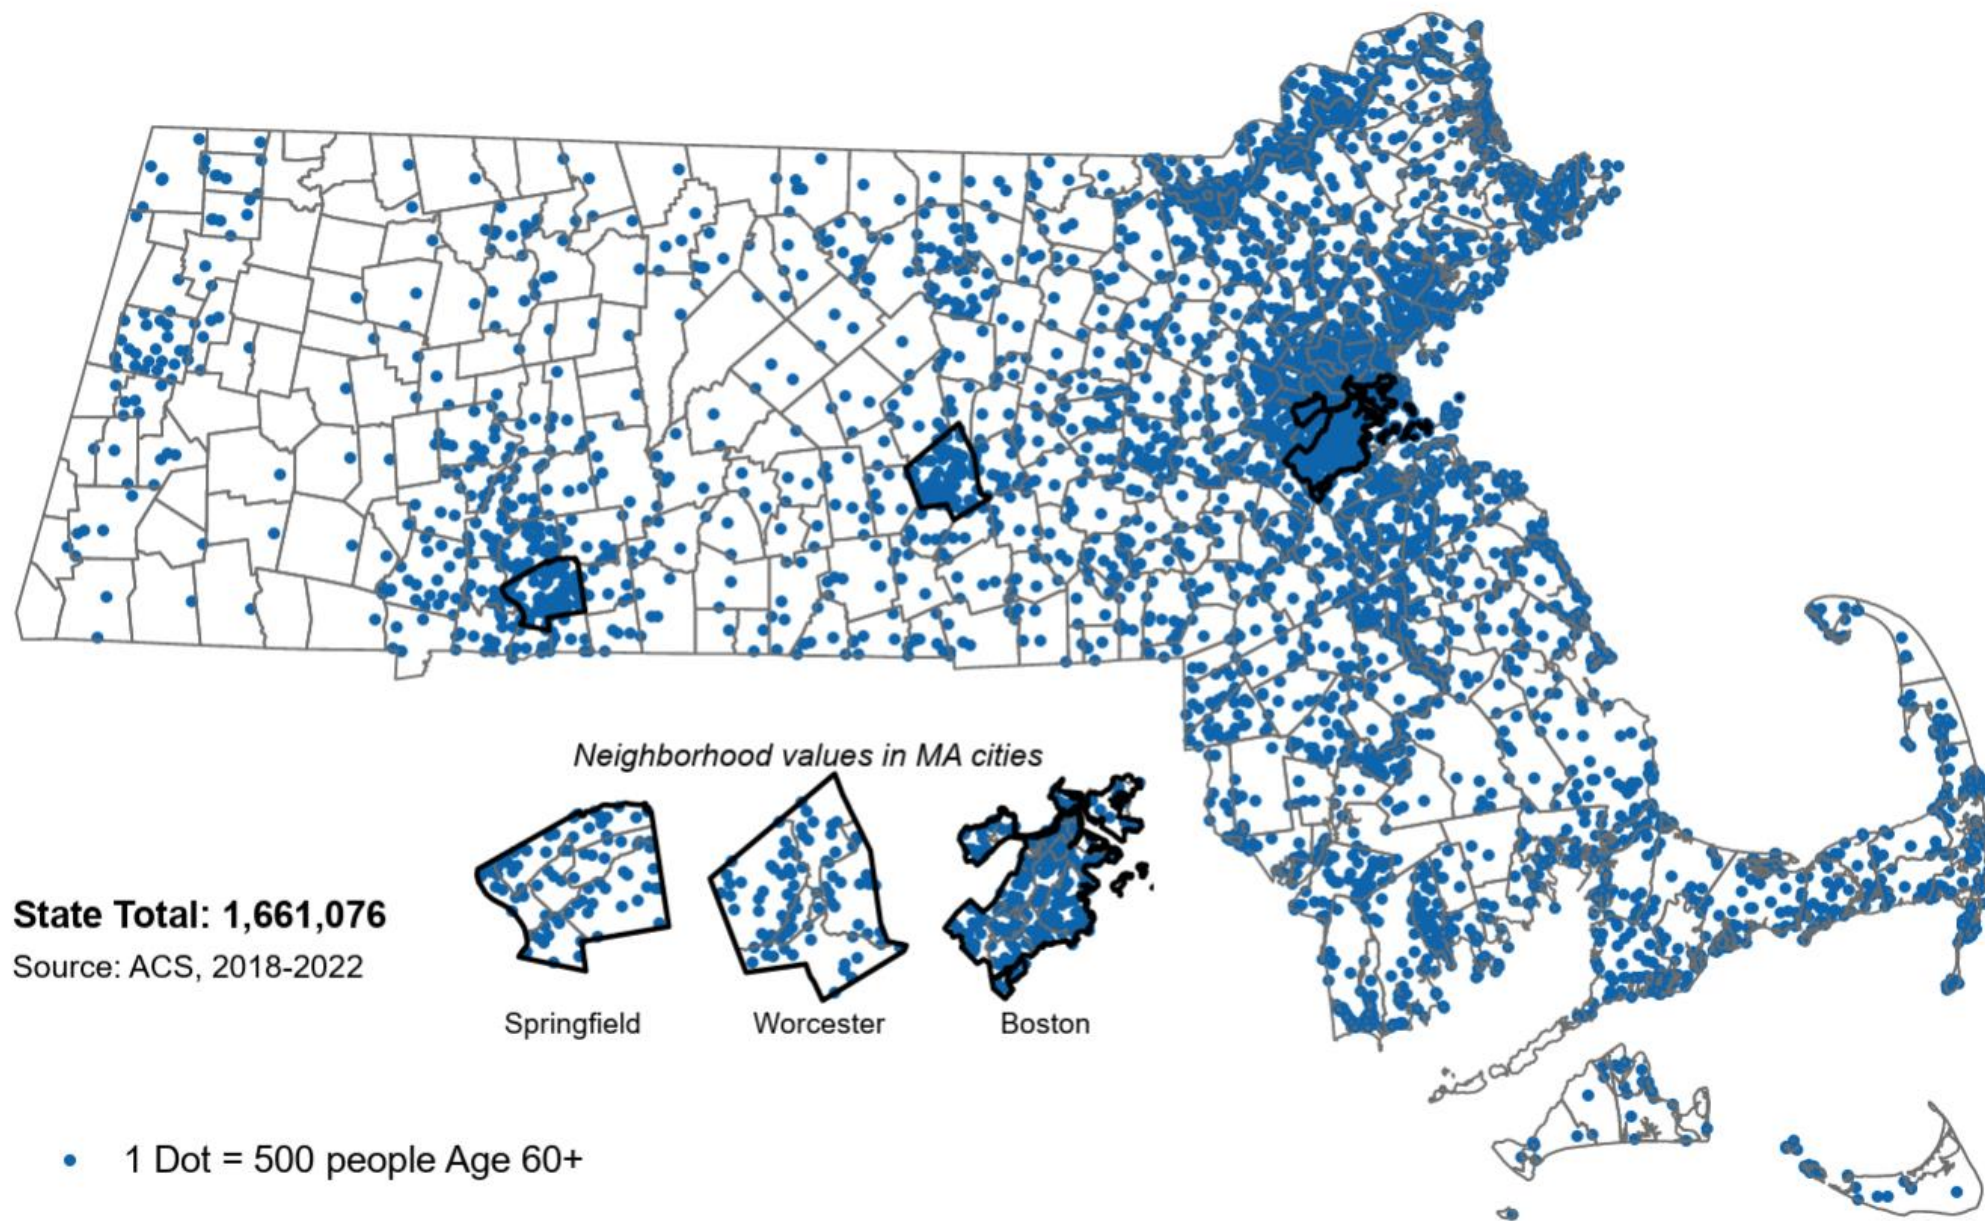 Neighborhood values in MA cities
State Total: 1,661,076
Source: ACS, 2018-2022
Springfield
Worcester
Boston
1 Dot = 500 people Age 60+